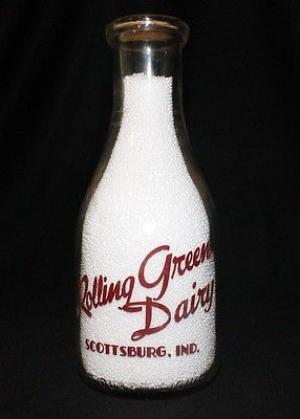 Rolling Green
Dairy
SCOTTSBURG, IND.